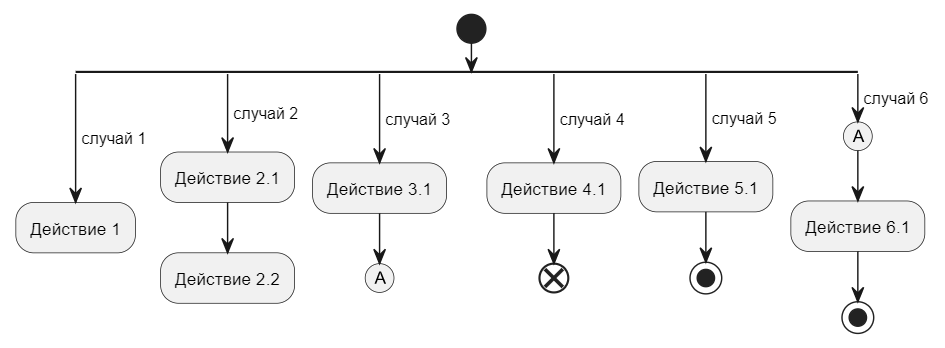 случай 1
случай 2
случай 3
случай 4
случай 5
случай 6
A
Действие 1
Действие 2.1
Действие 2.2
Действие 3.1
A
Действие 4.1
Действие 5.1
Действие 6.1